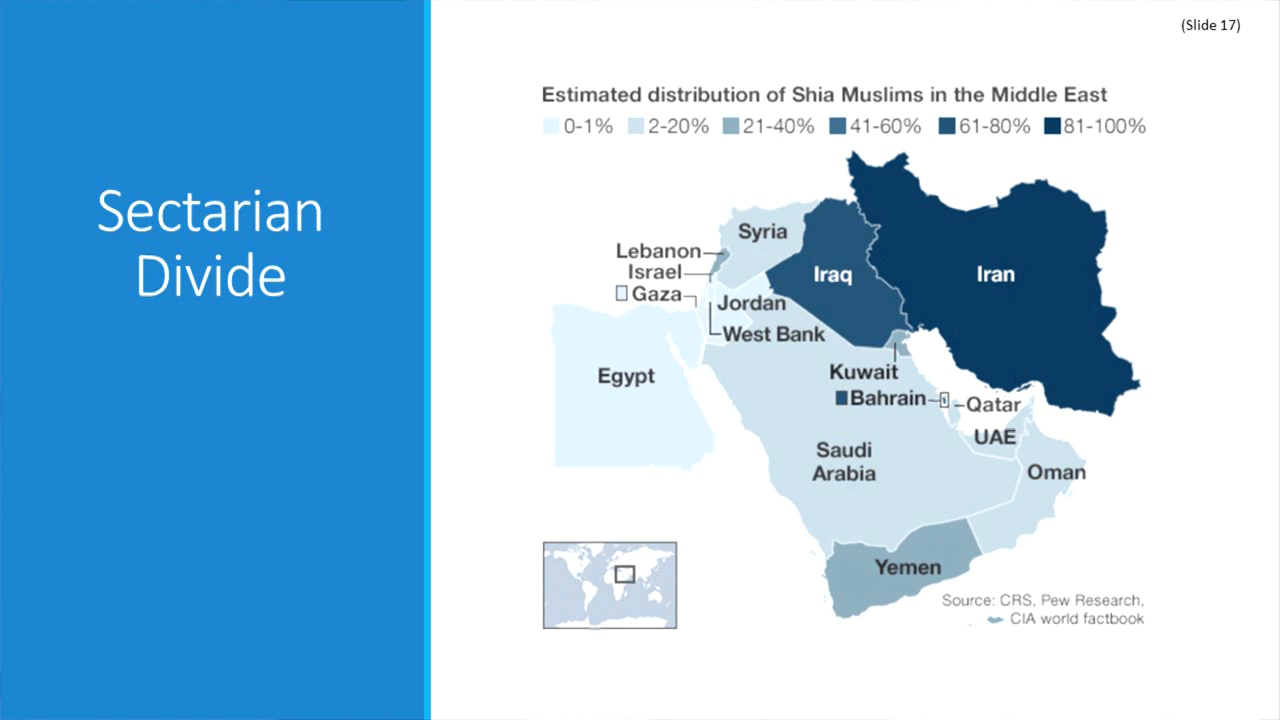 (Slide 17)
Sectarian
Divide
Estimated distribution of Shia Muslims in the Middle East
0-1% 2-20% 21-40% 41-60% 61-80% 81-100%
Syria
Lebanon
Israel
Gaza
Jordan
West Bank
Iraq
Iran
Egypt
Kuwait
Bahrain
Qatar
UAE
Saudi
Arabia
Oman
Yemen
Source: CRS, Pew Research,
CIA world factbook